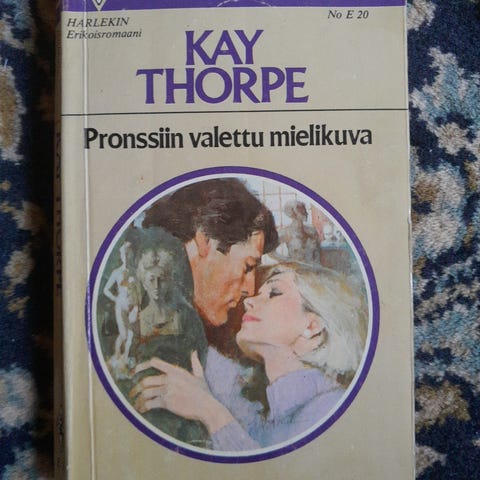 HARLEKIN
Erikoisromaani
No E 20
KAY
THORPE
Pronssiin valettu mielikuva